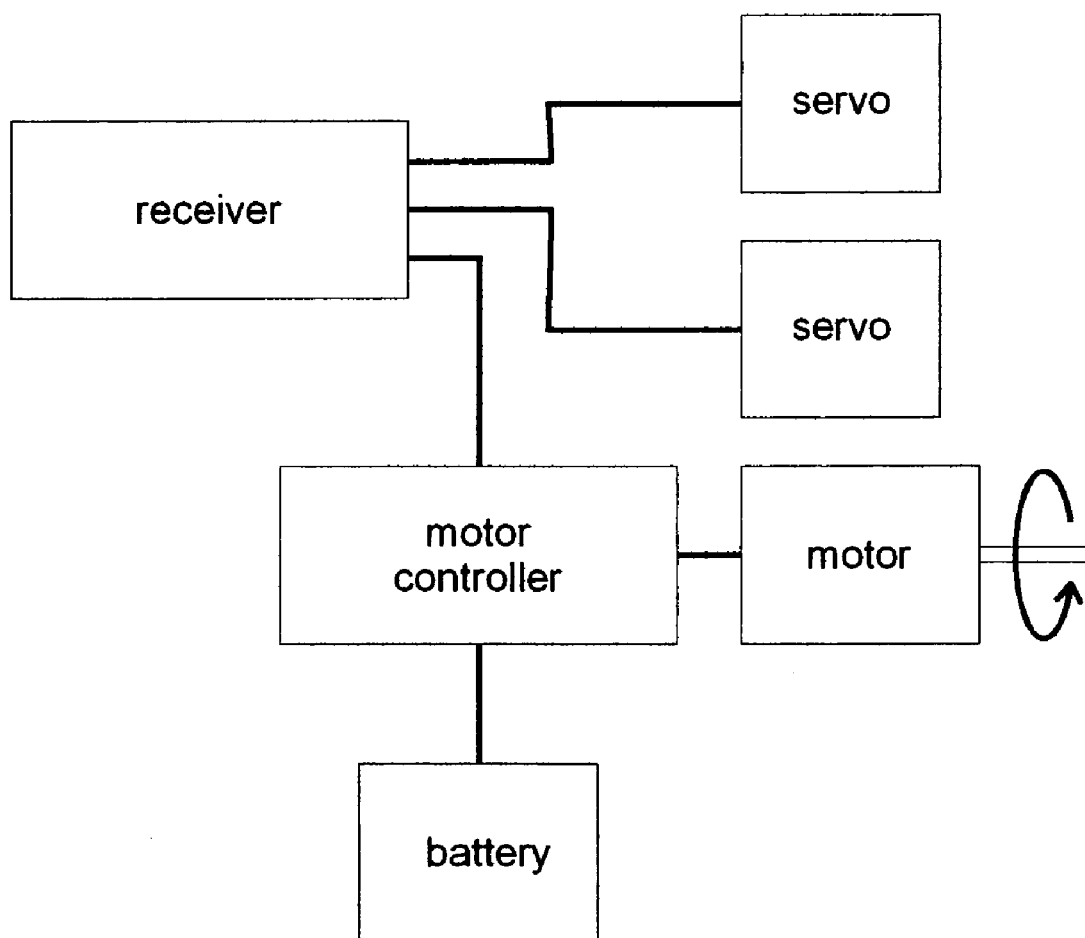 servo
receiver
servo
motor
controller
motor
battery